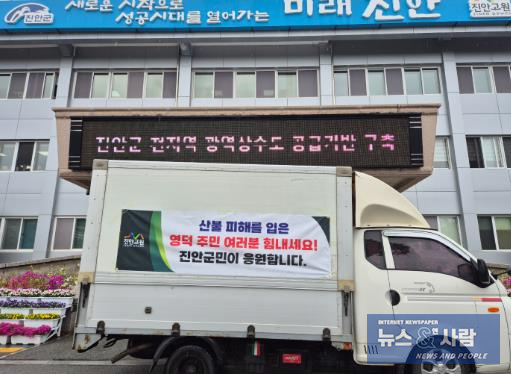 진안군
새로운 시작으로
성공시대를 열어가는
미래 진안
진안고원
진안군 전지역 광역상수도 공급기반 구축
진안고원
산불 피해를 입은
영덕 주민 여러분 힘내세요!
진안군민이 응원합니다.
INTERNET NEWSPAPER
뉴스&사람
NEWS AND PEOPLE